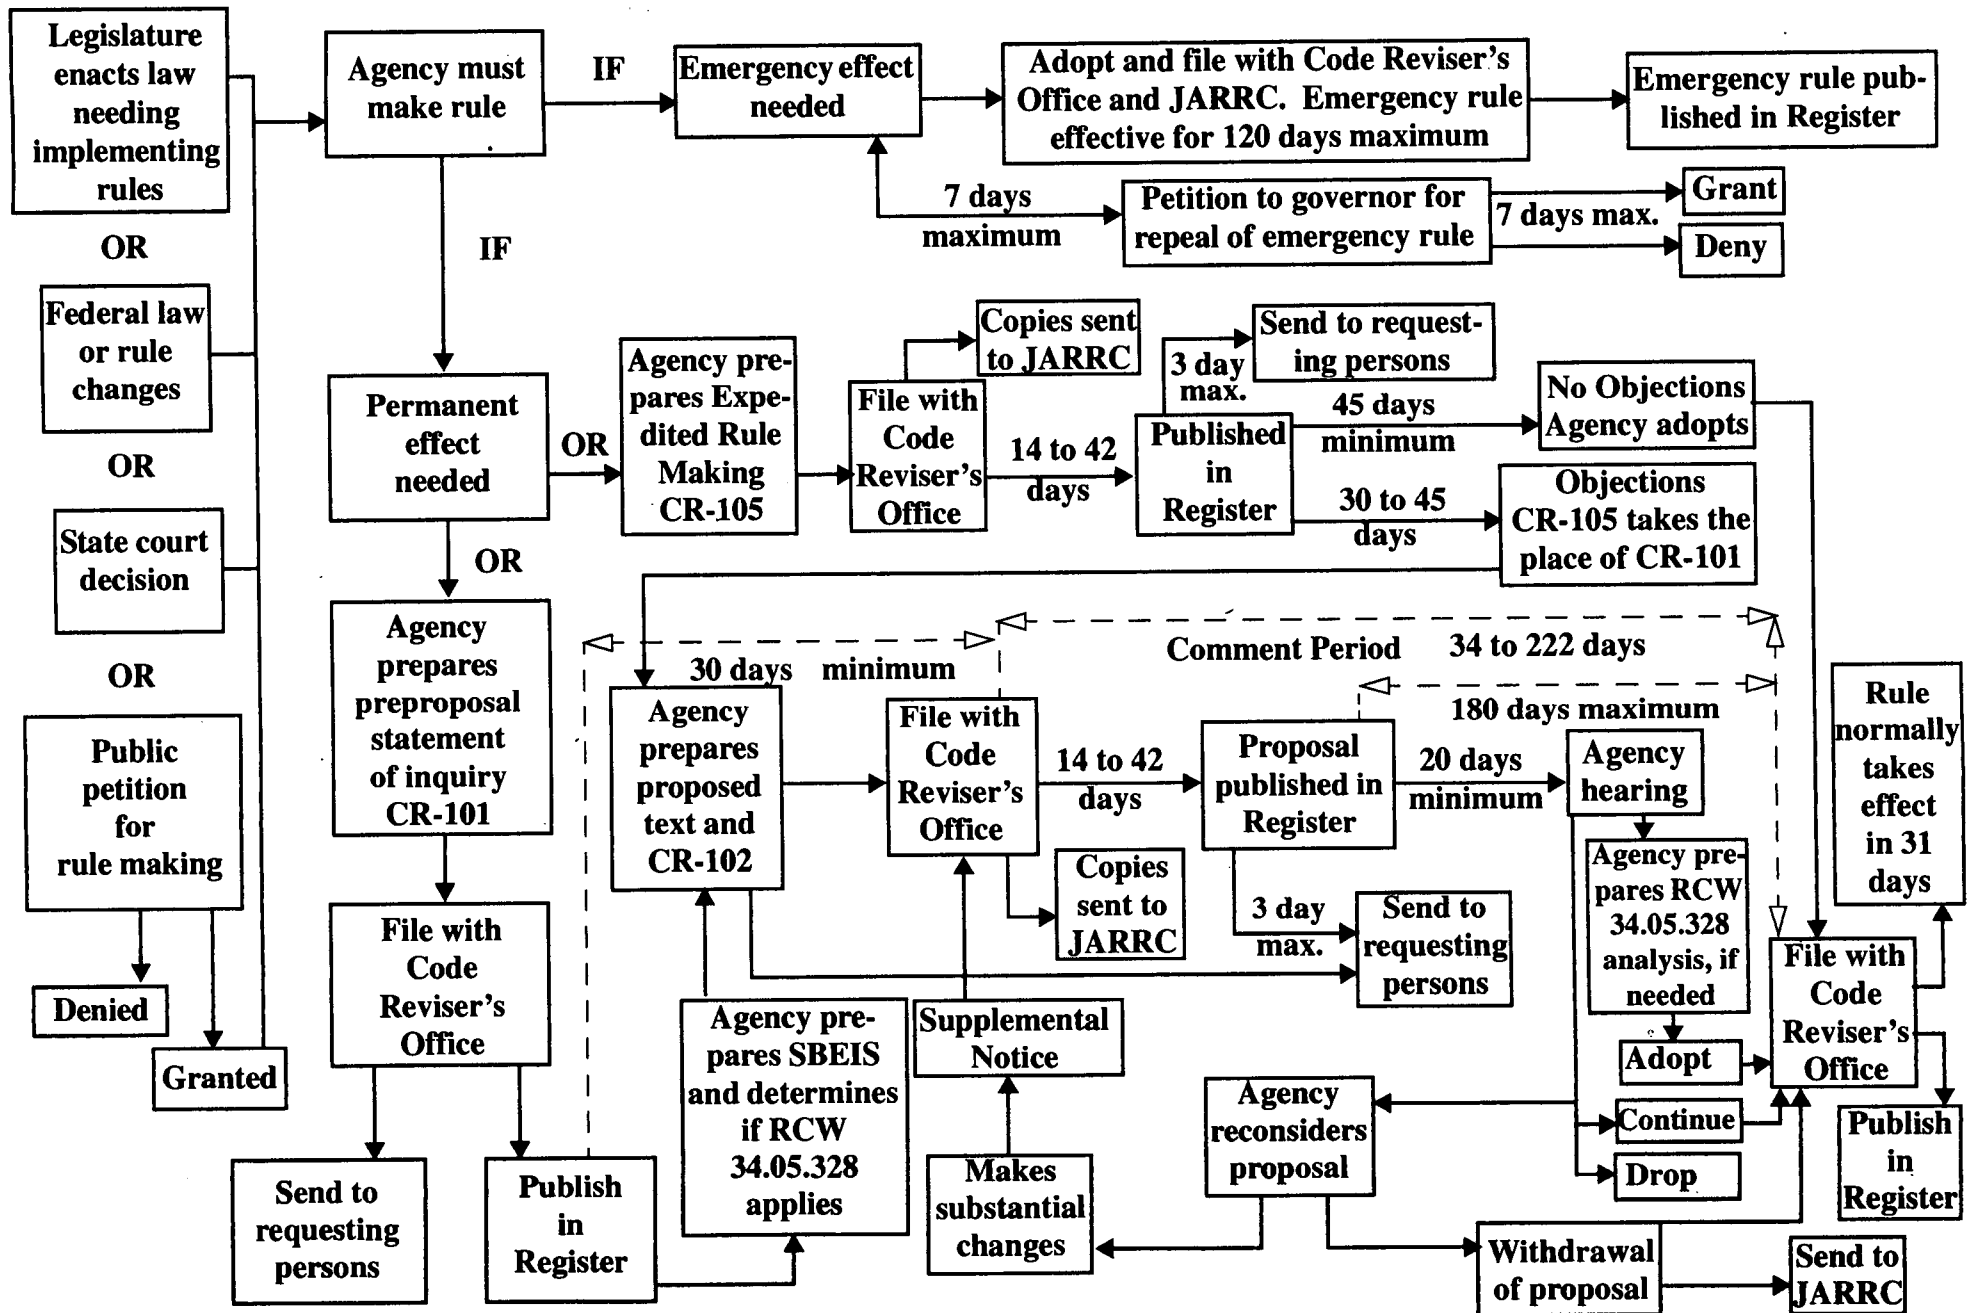 Legislature
enacts law
needing
implementing
rules
OR
Federal law
or rule
changes
OR
State court
decision
OR
Public
petition
for
rule making
Denied
Granted
Agency must
make rule
IF
Emergency effect
needed
Adopt and file with Code Reviser's
Office and JARRC. Emergency rule
effective for 120 days maximum
Emergency rule pub-
lished in Register
7 days
maximum
Petition to governor for
repeal of emergency rule
7 days max.
Grant
Deny
IF
Permanent
effect
needed
OR
Agency pre-
pares Expe-
dited Rule
Making
CR-105
File with
Code
Reviser's
Office
Copies sent
to JARRC
14 to 42
days
Published
in
Register
3 day
max.
Send to request-
ing persons
45 days
minimum
No Objections
Agency adopts
30 to 45
days
Objections
CR-105 takes the
place of CR-101
OR
Agency
prepares
preproposal
statement
of inquiry
CR-101
File with
Code
Reviser's
Office
Send to
requesting
persons
Publish
in
Register
30 days minimum
Comment Period 34 to 222 days
180 days maximum
Agency
prepares
proposed
text and
CR-102
File with
Code
Reviser's
Office
14 to 42
days
Proposal
published in
Register
20 days
minimum
Agency
hearing
Copies
sent to
JARRC
3 day
max.
Send to
requesting
persons
Agency pre-
pares SBEIS
and determines
if RCW
34.05.328
applies
Supplemental
Notice
Makes
substantial
changes
Agency
reconsiders
proposal
Agency pre-
pares RCW
34.05.328
analysis, if
needed
Adopt
Continue
Drop
Withdrawal
of proposal
Send to
JARRC
File with
Code
Reviser's
Office
Rule
normally
takes
effect
in 31
days
Publish
in
Register